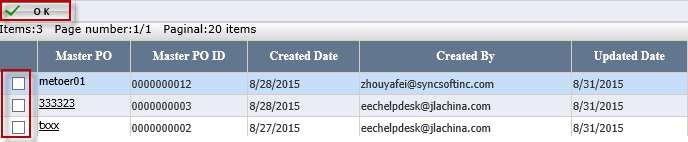 OK
Items:3 Page number:1/1 Paginal:20 items
Master PO Master PO ID Created Date Created By Updated Date
metoer01 0000000012 8/28/2015 zhouyafei@syncsoftinc.com 8/31/2015
333323 0000000003 8/28/2015 eechelpdesk@jlachina.com 8/31/2015
txxx 0000000002 8/27/2015 eechelpdesk@jlachina.com 8/31/2015